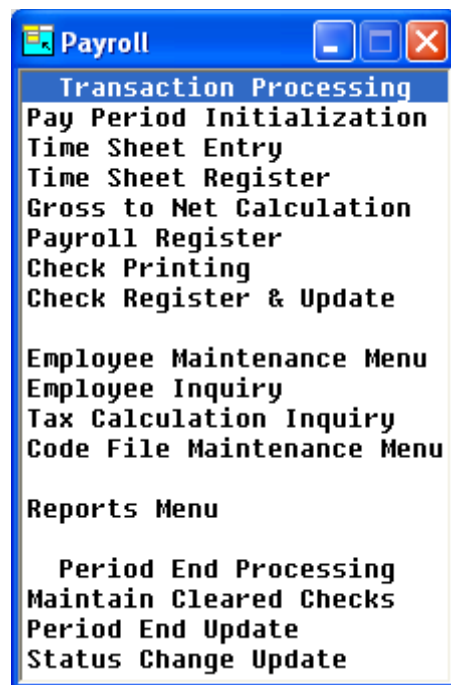 Payroll
Transaction Processing
Pay Period Initialization
Time Sheet Entry
Time Sheet Register
Gross to Net Calculation
Payroll Register
Check Printing
Check Register & Update
Employee Maintenance Menu
Employee Inquiry
Tax Calculation Inquiry
Code File Maintenance Menu
Reports Menu
Period End Processing
Maintain Cleared Checks
Period End Update
Status Change Update